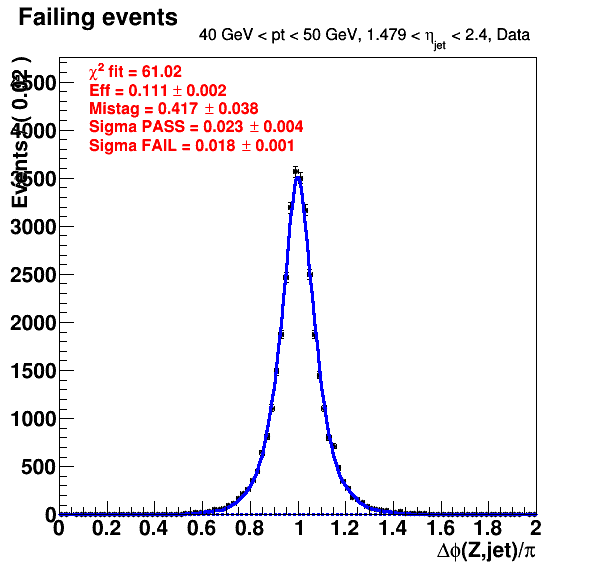 Failing events
40 GeV < pt < 50 GeV, 1.479 < ηjet < 2.4, Data
χ² fit = 61.02
Eff = 0.111 ± 0.002
Mistag = 0.417 ± 0.038
Sigma PASS = 0.023 ± 0.004
Sigma FAIL = 0.018 ± 0.001
Events / ( 0.02 )
4500
4000
3500
3000
2500
2000
1500
1000
500
0
0 0.2 0.4 0.6 0.8 1 1.2 1.4 1.6 1.8 2
Δϕ(Z,jet)/π